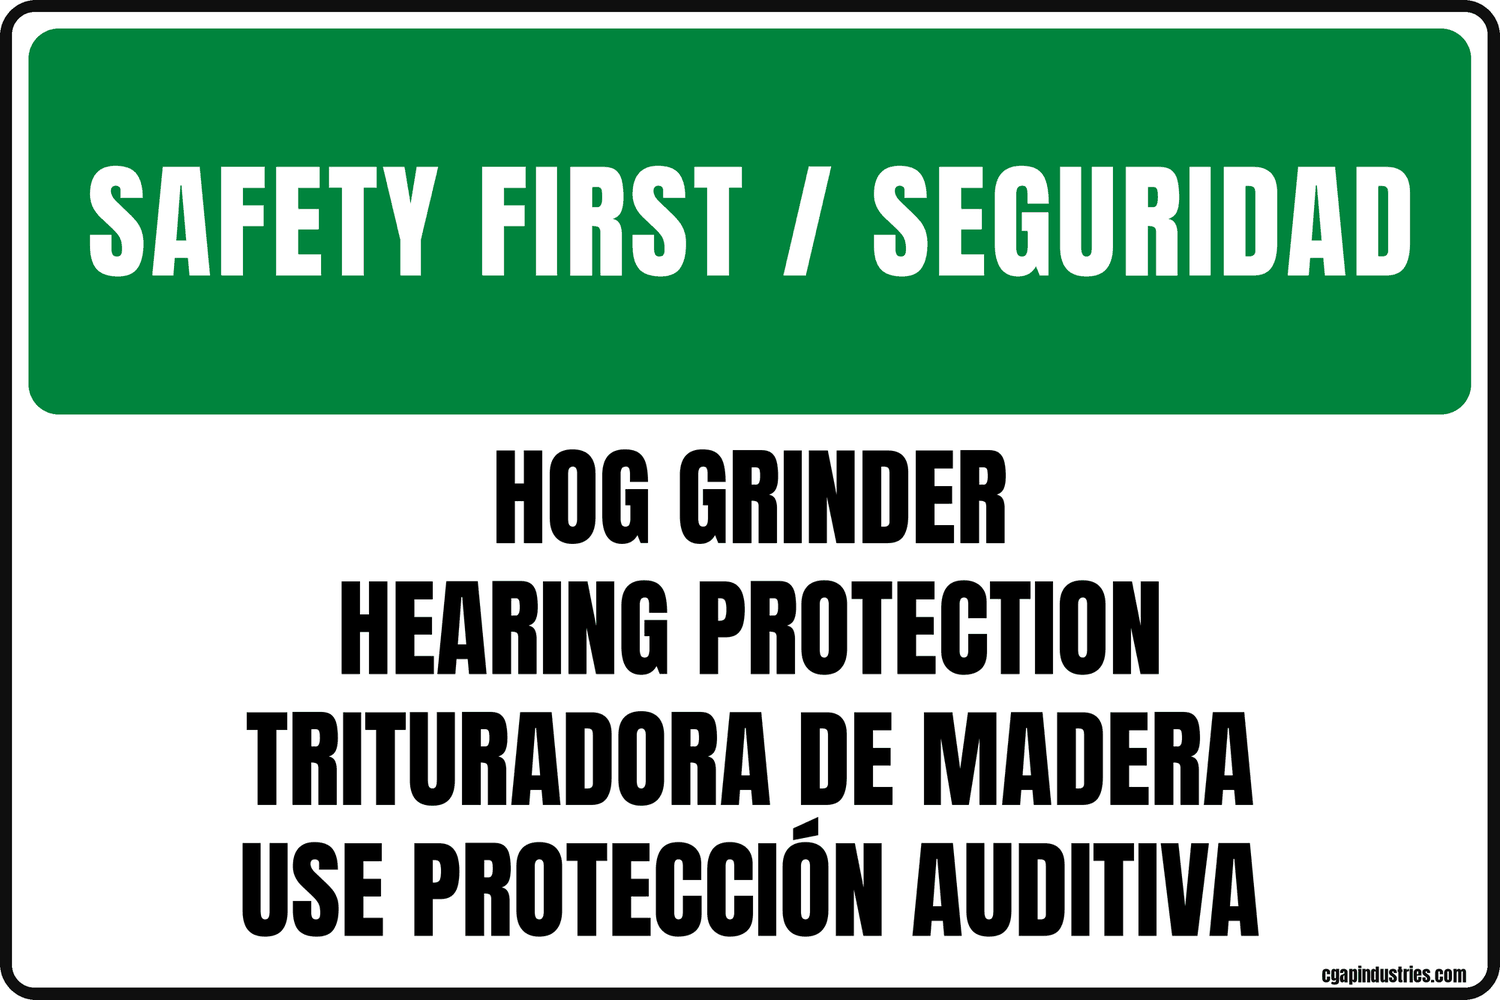 SAFETY FIRST / SEGURIDAD
HOG GRINDER
HEARING PROTECTION
TRITURADORA DE MADERA
USE PROTECCIÓN AUDITIVA
cgapindustries.com